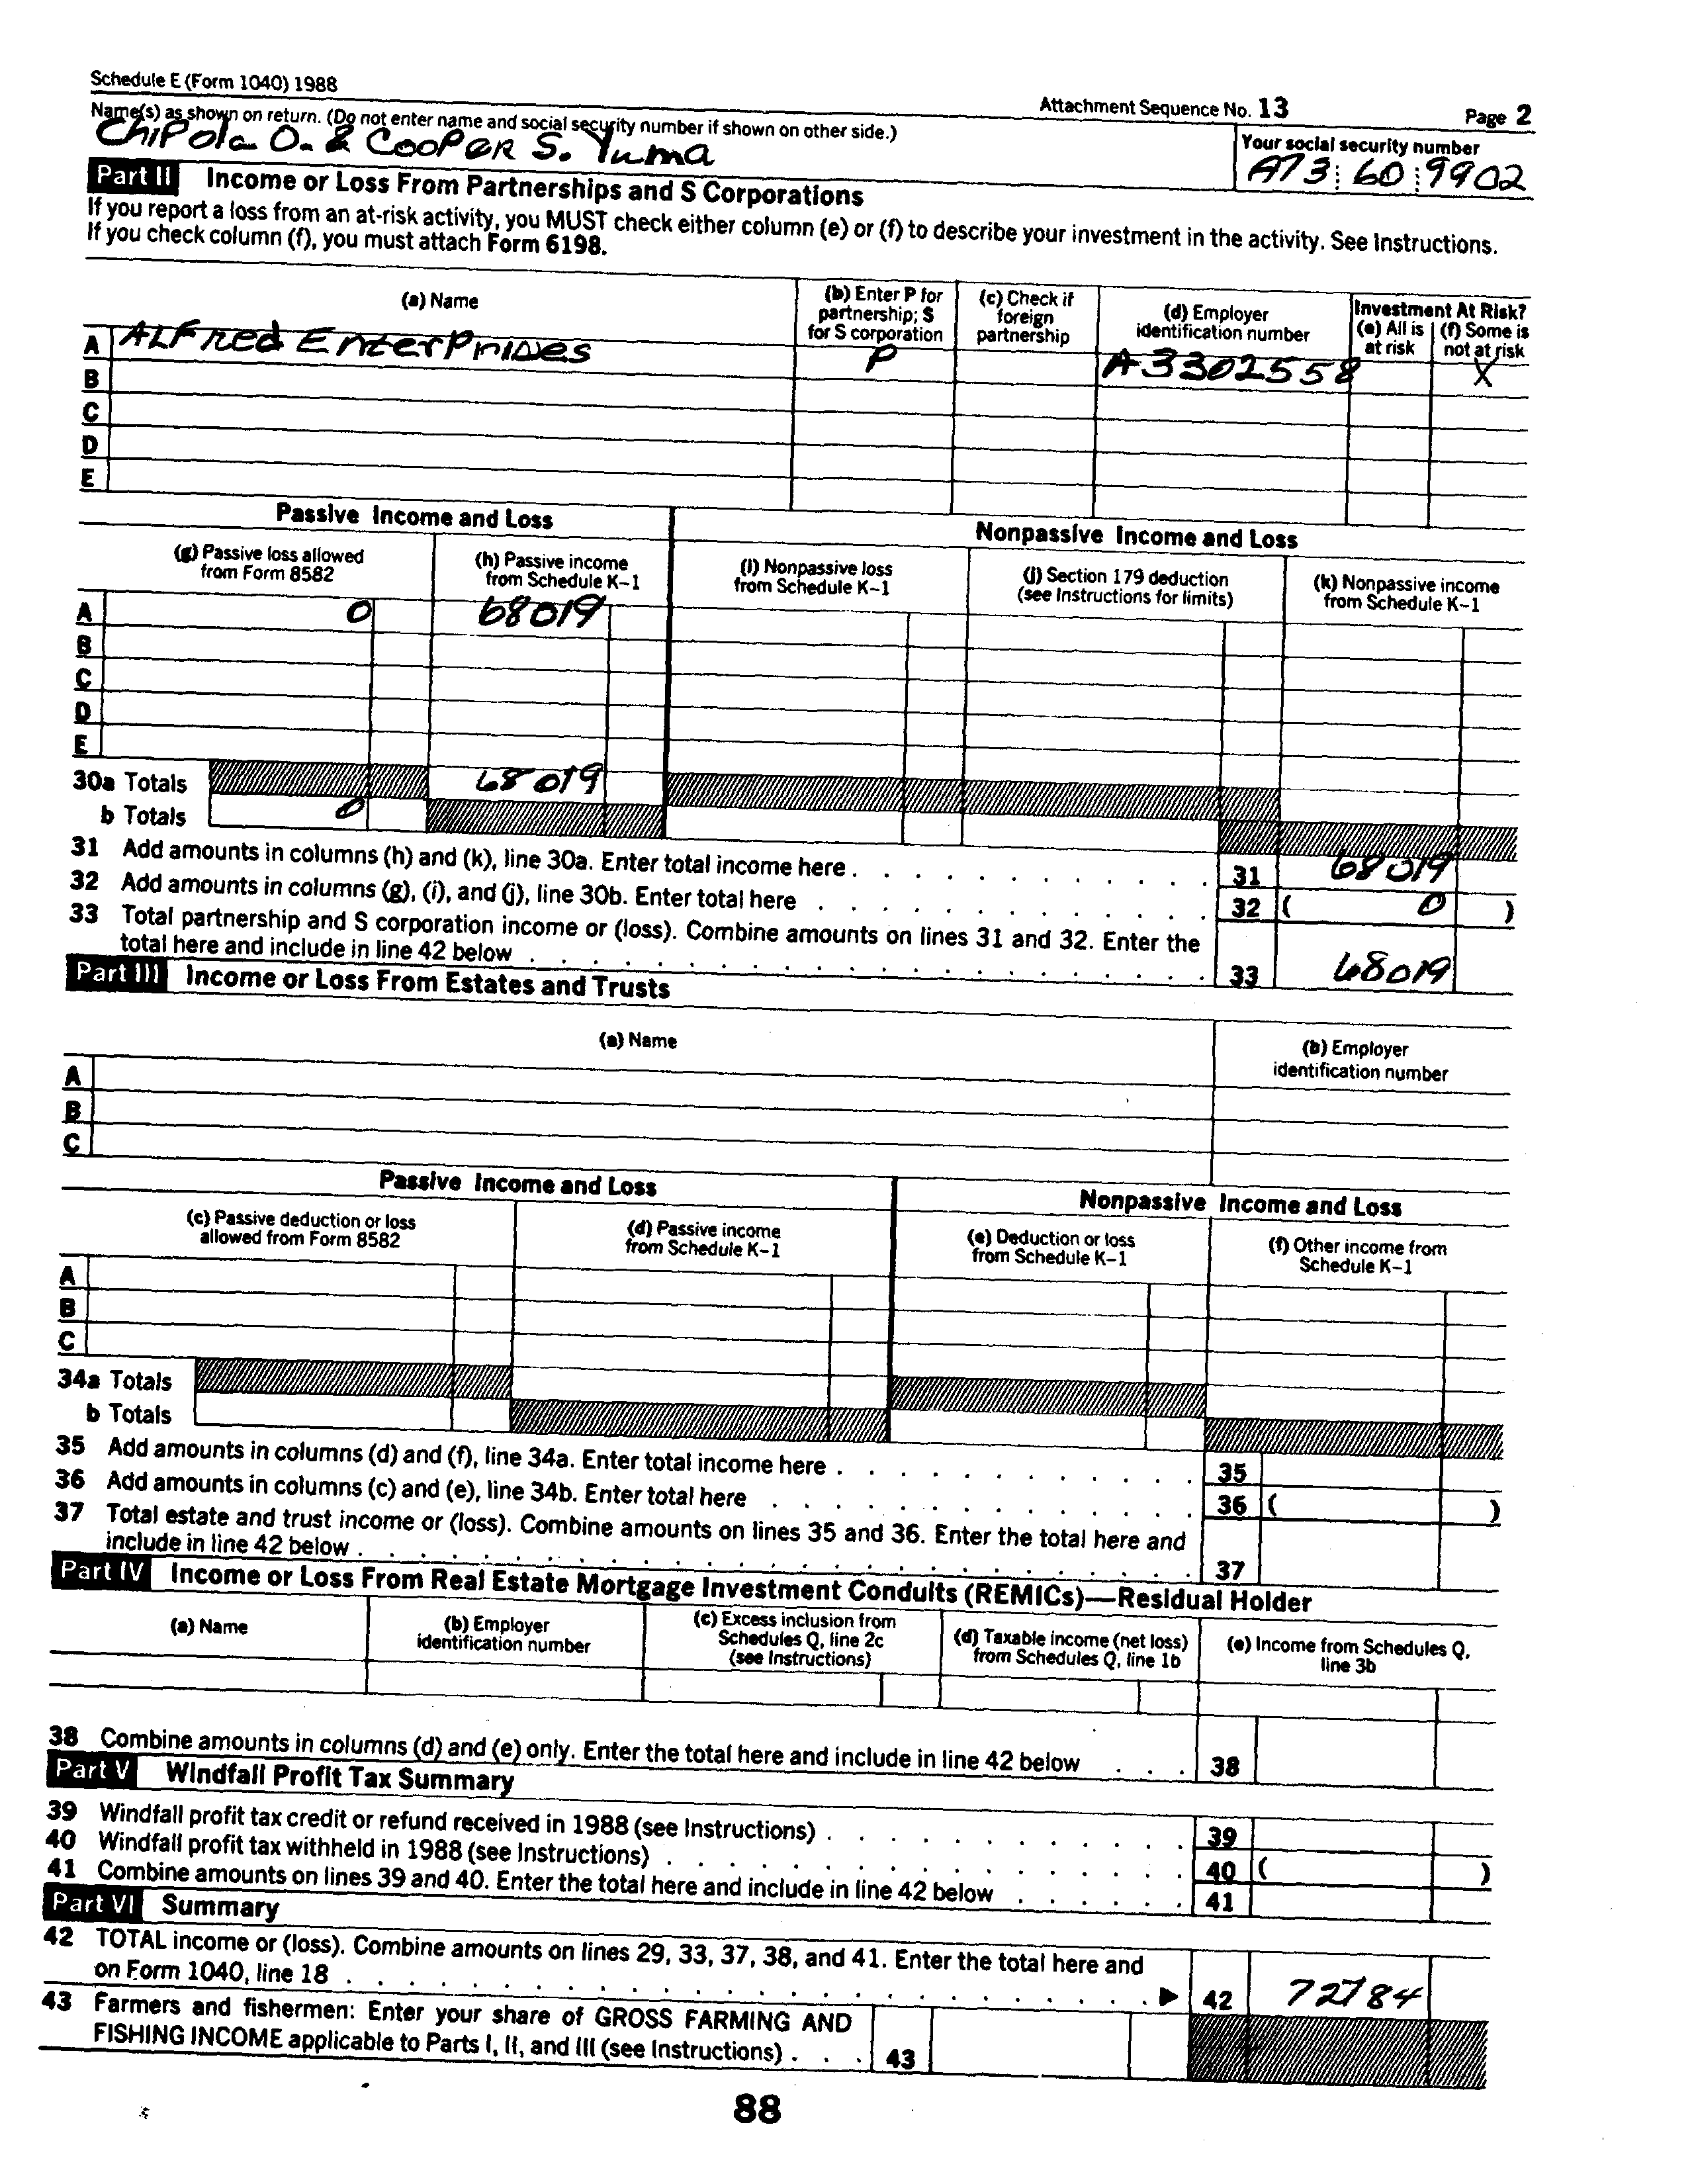 Schedule E (Form 1040) 1988
Attachment Sequence No. 13
Page 2
Name(s) as shown on return. (Do not enter name and social security number if shown on other side.)
Your social security number
Chipola O. & Cooper S. Yuma
A73 60 9902
Part II Income or Loss From Partnerships and S Corporations
If you report a loss from an at-risk activity, you MUST check either column (e) or (f) to describe your investment in the activity. See Instructions.
If you check column (f), you must attach Form 6198.
(a) Name
(b) Enter P for partnership; S for S corporation
(c) Check if foreign partnership
(d) Employer identification number
Investment At Risk?
(e) All is at risk
(f) Some is not at risk
A ALFred EnterPrises P A3302558 X
B
C
D
E
Passive Income and Loss
Nonpassive Income and Loss
(g) Passive loss allowed from Form 8582
(h) Passive income from Schedule K–1
(i) Nonpassive loss from Schedule K–1
(j) Section 179 deduction (see Instructions for limits)
(k) Nonpassive income from Schedule K–1
A 0 68019
B
C
D
E
30a Totals 68019
b Totals 0
31 Add amounts in columns (h) and (k), line 30a. Enter total income here . . . 31 68019
32 Add amounts in columns (g), (i), and (j), line 30b. Enter total here . . . 32 ( 0 )
33 Total partnership and S corporation income or (loss). Combine amounts on lines 31 and 32. Enter the
total here and include in line 42 below . . . 33 68019
Part III Income or Loss From Estates and Trusts
(a) Name
(b) Employer identification number
A
B
C
Passive Income and Loss
Nonpassive Income and Loss
(c) Passive deduction or loss allowed from Form 8582
(d) Passive income from Schedule K–1
(e) Deduction or loss from Schedule K–1
(f) Other income from Schedule K–1
A
B
C
34a Totals
b Totals
35 Add amounts in columns (d) and (f), line 34a. Enter total income here . . . 35
36 Add amounts in columns (c) and (e), line 34b. Enter total here . . . 36 ( )
37 Total estate and trust income or (loss). Combine amounts on lines 35 and 36. Enter the total here and
include in line 42 below . . . 37
Part IV Income or Loss From Real Estate Mortgage Investment Conduits (REMICs)—Residual Holder
(a) Name
(b) Employer identification number
(c) Excess inclusion from Schedules Q, line 2c (see Instructions)
(d) Taxable income (net loss) from Schedules Q, line 1b
(e) Income from Schedules Q, line 3b
38 Combine amounts in columns (d) and (e) only. Enter the total here and include in line 42 below . . . 38
Part V Windfall Profit Tax Summary
39 Windfall profit tax credit or refund received in 1988 (see Instructions) . . . 39
40 Windfall profit tax withheld in 1988 (see Instructions) . . . 40 ( )
41 Combine amounts on lines 39 and 40. Enter the total here and include in line 42 below . . . 41
Part VI Summary
42 TOTAL income or (loss). Combine amounts on lines 29, 33, 37, 38, and 41. Enter the total here and
on Form 1040, line 18 . . . ▶ 42 72784
43 Farmers and fishermen: Enter your share of GROSS FARMING AND
FISHING INCOME applicable to Parts I, II, and III (see Instructions) . . . 43
88